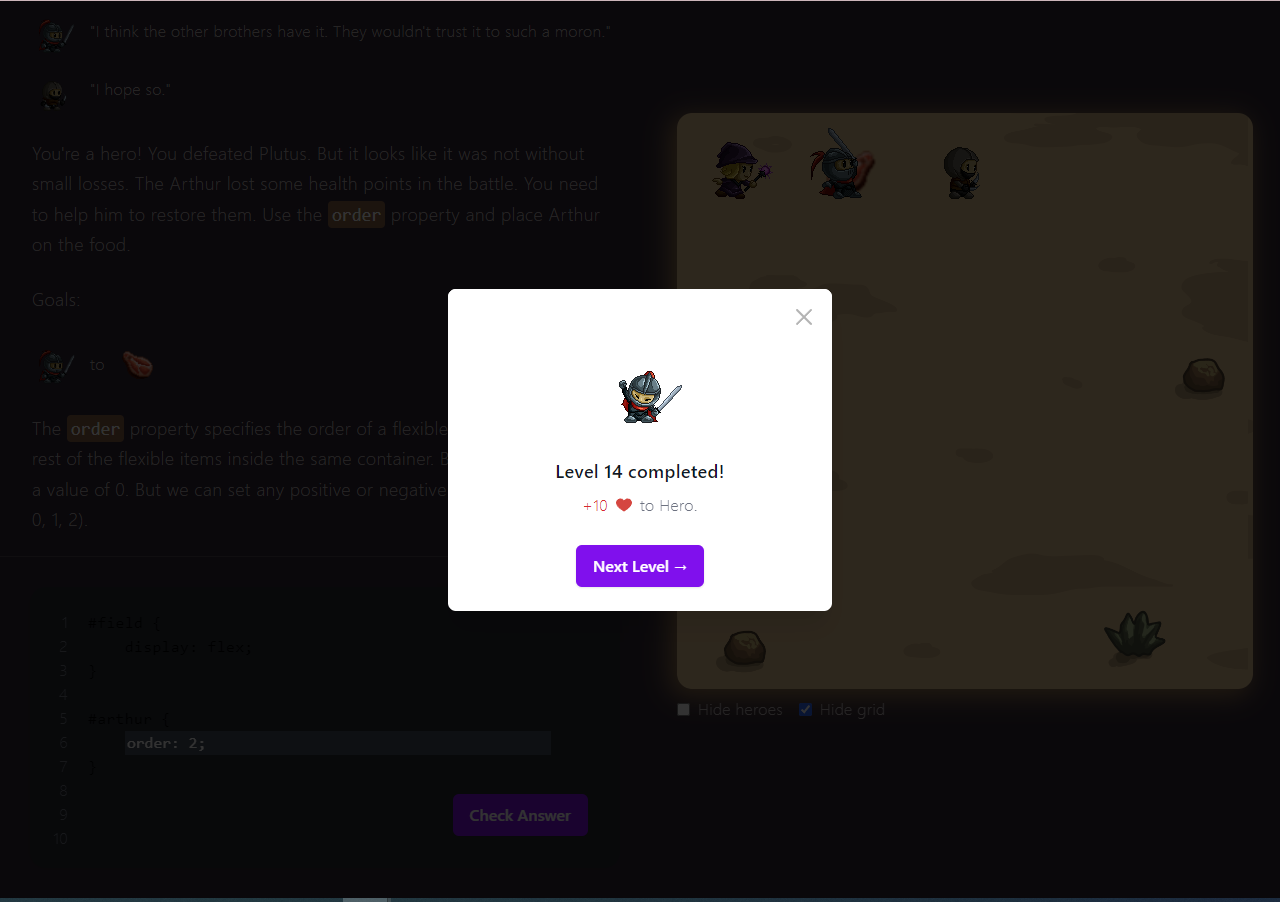 "I think the other brothers have it. They wouldn't trust it to such a moron."
"I hope so."
You're a hero! You defeated Plutus. But it looks like it was not without
small losses. The Arthur lost some health points in the battle. You need
to help him to restore them. Use the order property and place Arthur
on the food.
Goals:
to
The order property specifies the order of a flexible
rest of the flexible items inside the same container. B
a value of 0. But we can set any positive or negative
0, 1, 2).
1 #field {
2 display: flex;
3 }
4
5 #arthur {
6 order: 2;
7 }
8
9
10
Check Answer
Hide heroes Hide grid
Level 14 completed!
+10 to Hero.
Next Level →